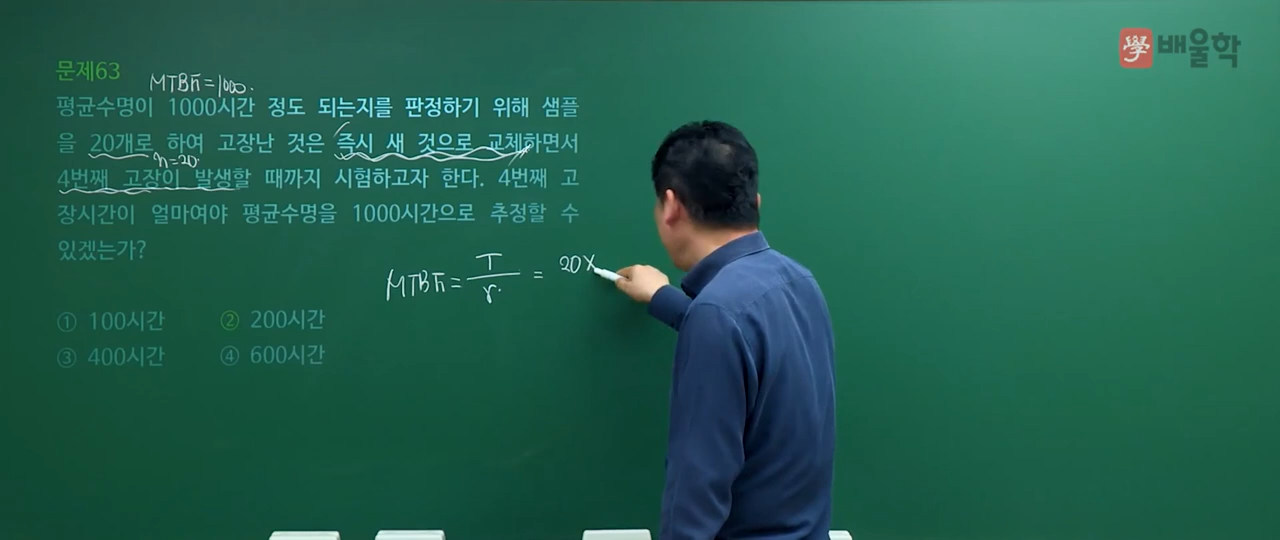 學 배울학
문제63
MTBF=1000.
평균수명이 1000시간 정도 되는지를 판정하기 위해 샘플
을 20개로 하여 고장난 것은 즉시 새 것으로 교체하면서
n=20.
4번째 고장이 발생할 때까지 시험하고자 한다. 4번째 고
장시간이 얼마여야 평균수명을 1000시간으로 추정할 수
있겠는가?
MTBF = T / r = 20X
① 100시간 ② 200시간
③ 400시간 ④ 600시간